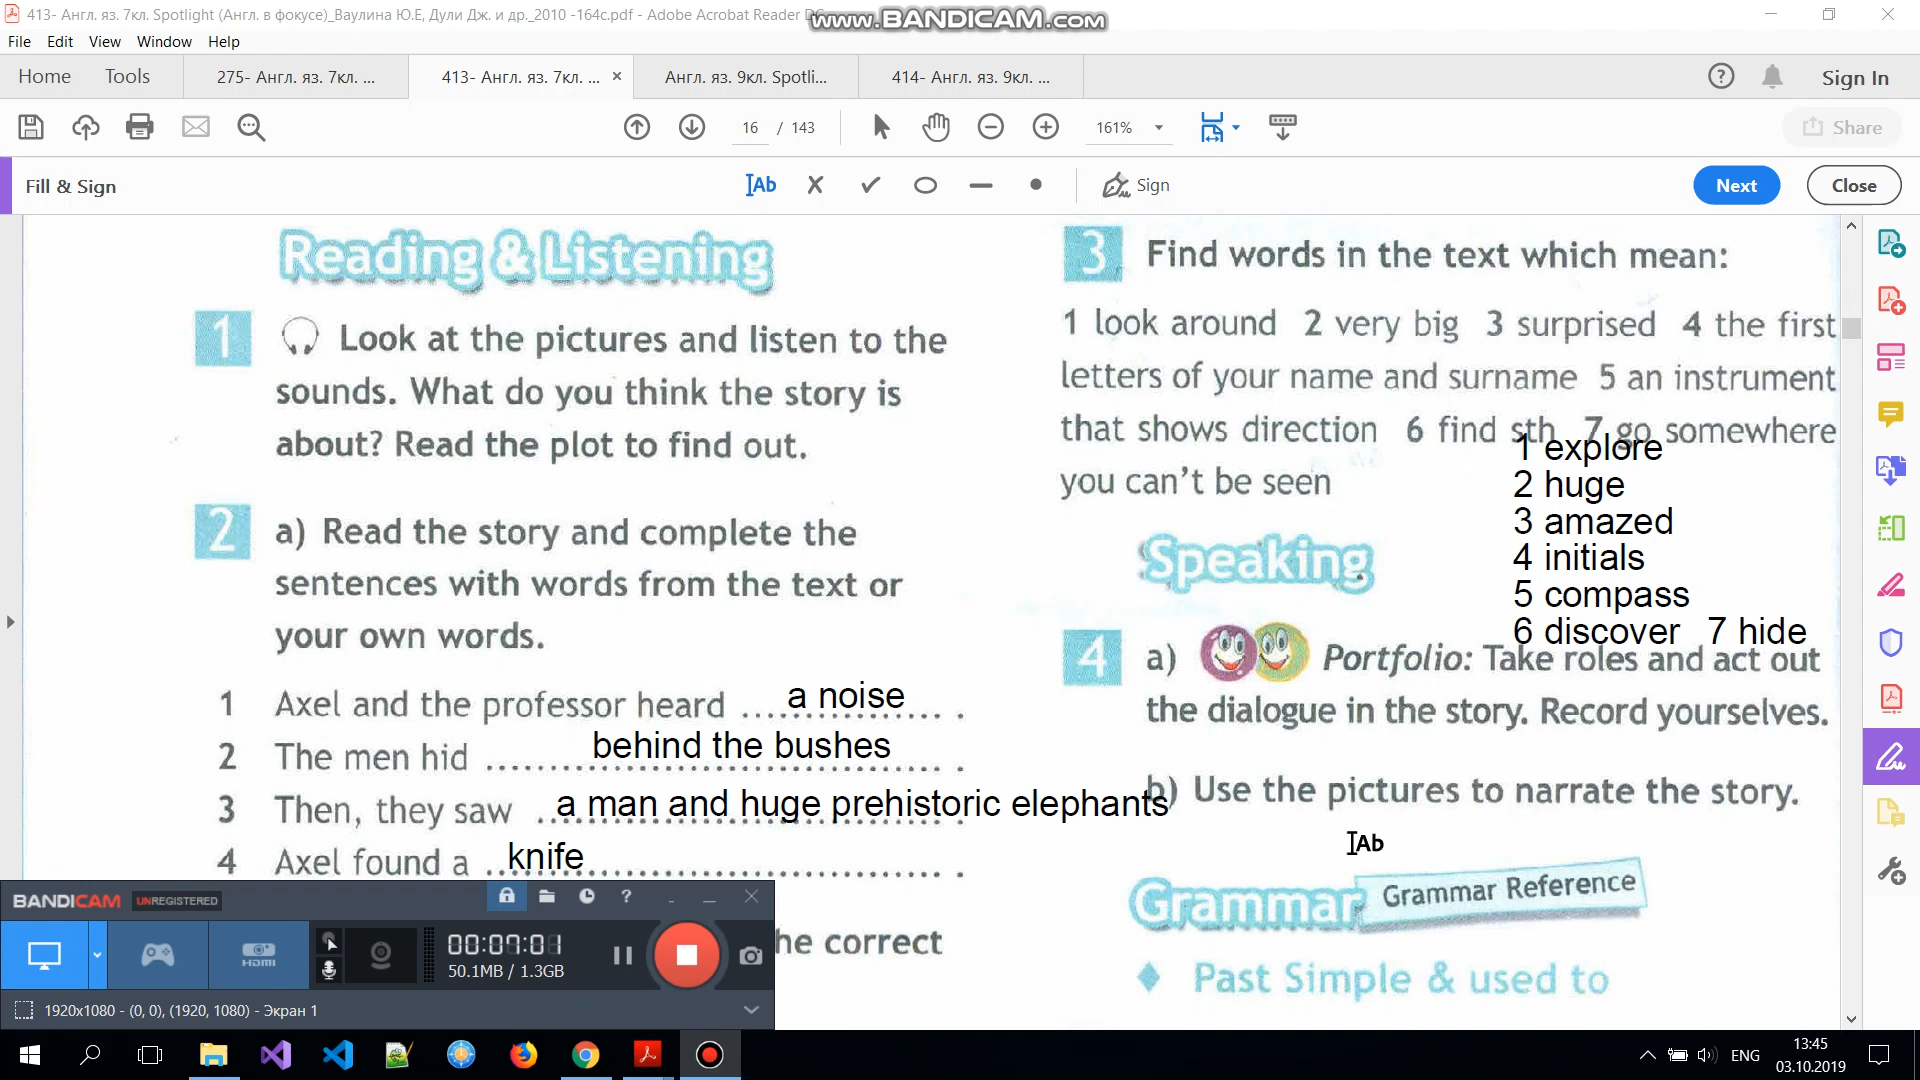 413- Англ. яз. 7кл. Spotlight (Англ. в фокусе)_Ваулина Ю.Е, Дули Дж. и др._2010 -164с.pdf - Adobe Acrobat Reader DC
www.BANDICAM.com
File Edit View Window Help
Home Tools 275- Англ. яз. 7кл. ... 413- Англ. яз. 7кл. ... × Англ. яз. 9кл. Spotli... 414- Англ. яз. 9кл. ... Sign In
16 / 143 161% Share
Fill & Sign Ab Sign Next Close
Reading & Listening
1 Look at the pictures and listen to the
sounds. What do you think the story is
about? Read the plot to find out.
2 a) Read the story and complete the
sentences with words from the text or
your own words.
1 Axel and the professor heard a noise .
2 The men hid behind the bushes .
3 Then, they saw a man and huge prehistoric elephants
4 Axel found a knife .
he correct
3 Find words in the text which mean:
1 look around 2 very big 3 surprised 4 the first
letters of your name and surname 5 an instrument
that shows direction 6 find sth 7 go somewhere
you can't be seen
1 explore
2 huge
3 amazed
4 initials
5 compass
6 discover 7 hide
Speaking
4 a) Portfolio: Take roles and act out
the dialogue in the story. Record yourselves.
b) Use the pictures to narrate the story.
Ab
Grammar Grammar Reference
Past Simple & used to
BANDICAM UNREGISTERED
HDMI
00:07:01
50.1MB / 1.3GB
1920x1080 - (0, 0), (1920, 1080) - Экран 1
ENG
13:45
03.10.2019